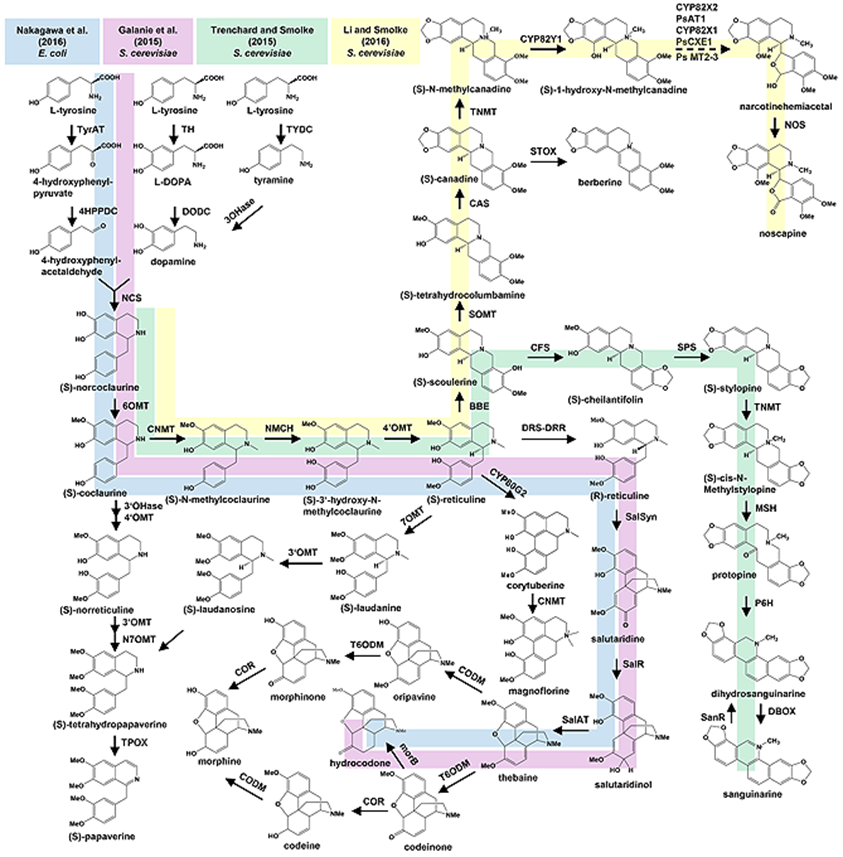 Nakagawa et al.
(2016)
E. coli
Galanie et al.
(2015)
S. cerevisiae
Trenchard and Smolke
(2015)
S. cerevisiae
Li and Smolke
(2016)
S. cerevisiae
L-tyrosine
L-tyrosine
L-tyrosine
TyrAT
TH
TYDC
4-hydroxyphenyl-
pyruvate
L-DOPA
tyramine
4HPPDC
DODC
3OHase
4-hydroxyphenyl-
acetaldehyde
dopamine
NCS
(S)-norcoclaurine
6OMT
CNMT
NMCH
4'OMT
BBE
DRS-DRR
(S)-coclaurine
(S)-N-methylcoclaurine
(S)-3'-hydroxy-N-
methylcoclaurine
(S)-reticuline
(R)-reticuline
(S)-N-methylcanadine
CYP82Y1
(S)-1-hydroxy-N-methylcanadine
CYP82X2
PsAT1
CYP82X1
PsCXE1
Ps MT2-3
narcotinehemiacetal
NOS
noscapine
TNMT
(S)-canadine
STOX
berberine
CAS
(S)-tetrahydrocolumbamine
SOMT
(S)-scoulerine
CFS
(S)-cheilantifolin
SPS
(S)-stylopine
TNMT
(S)-cis-N-
Methylstylopine
MSH
protopine
P6H
dihydrosanguinarine
SanR
DBOX
sanguinarine
3'OHase
4'OMT
(S)-norreticuline
3'OMT
N7OMT
(S)-tetrahydropapaverine
TPOX
(S)-papaverine
7OMT
(S)-laudanine
3'OMT
(S)-laudanosine
CYP80G2
corytuberine
CNMT
magnoflorine
SalSyn
salutaridine
SalR
salutaridinol
SalAT
thebaine
CODM
oripavine
T6ODM
morphinone
COR
morphine
T6ODM
codeinone
COR
codeine
CODM
morB
hydrocodone